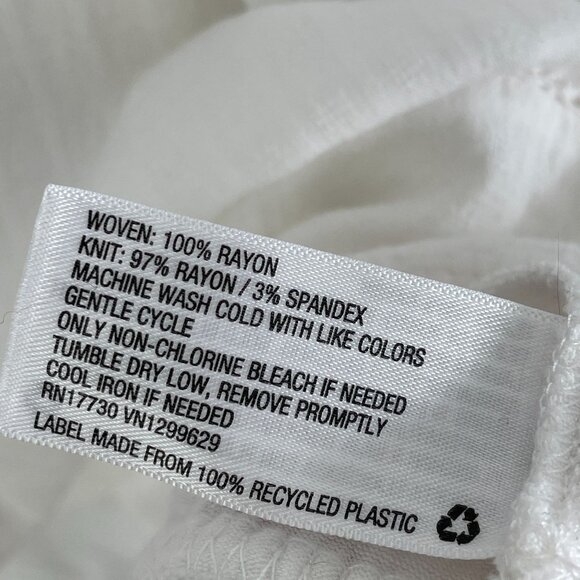 WOVEN: 100% RAYON
KNIT: 97% RAYON / 3% SPANDEX
MACHINE WASH COLD WITH LIKE COLORS
GENTLE CYCLE
ONLY NON-CHLORINE BLEACH IF NEEDED
TUMBLE DRY LOW, REMOVE PROMPTLY
COOL IRON IF NEEDED
RN17730 VN1299629
LABEL MADE FROM 100% RECYCLED PLASTIC